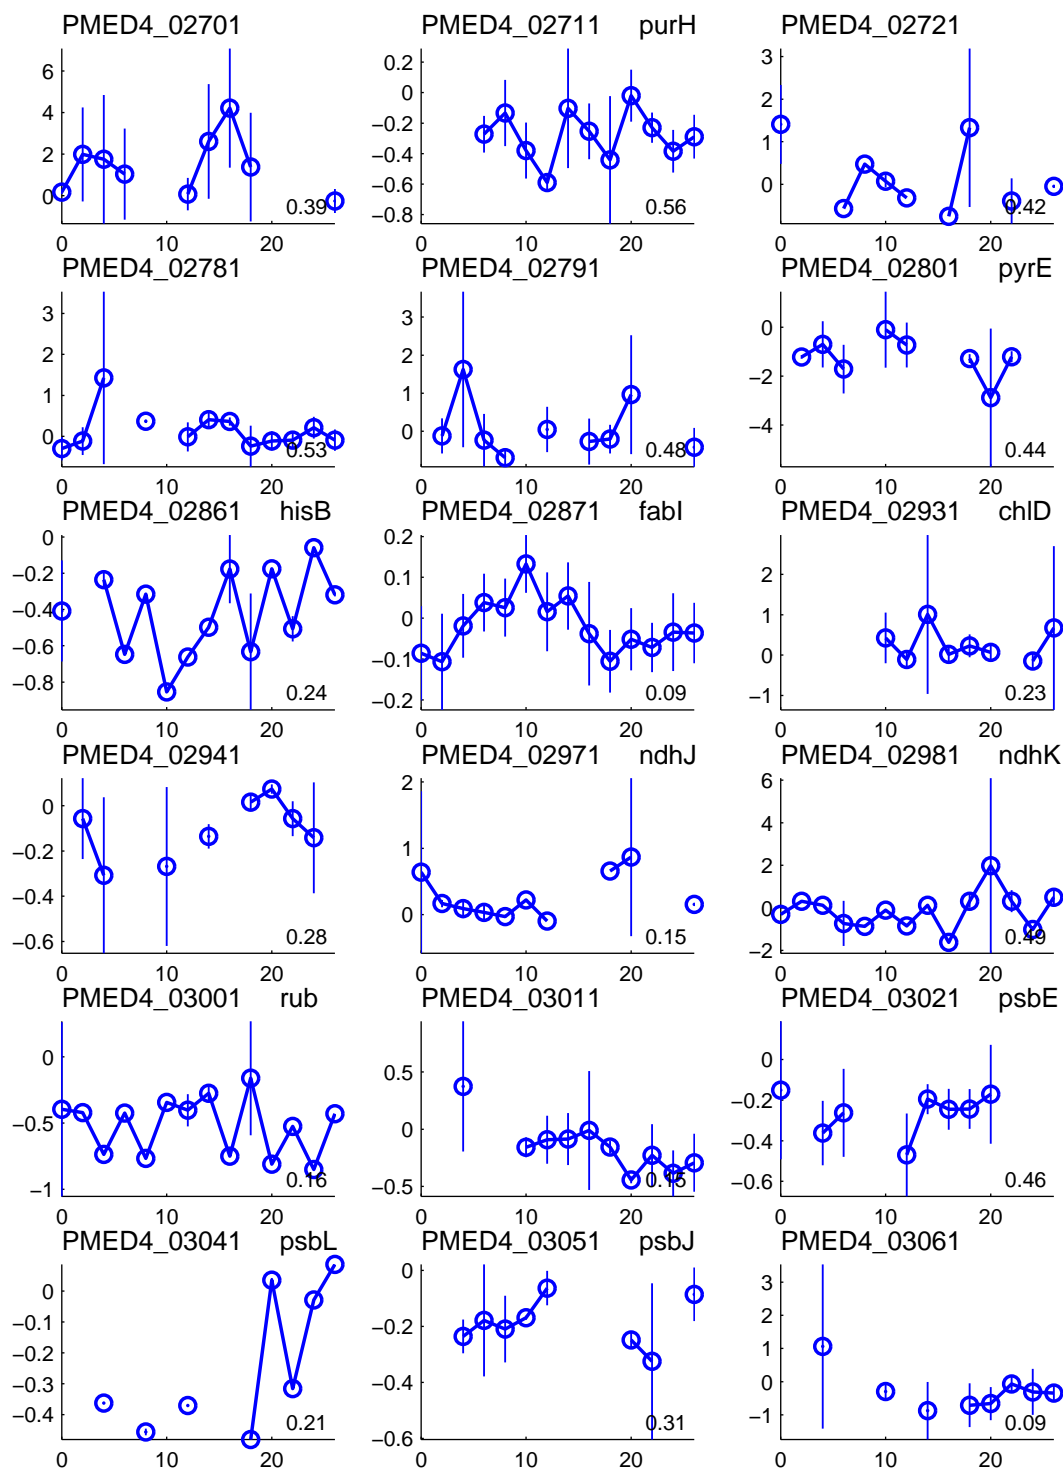 PMED4_02701 PMED4_02711 purH PMED4_02721
6 4 2 0 0.39 0 10 20
0.2 0 −0.2 −0.4 −0.6 −0.8 0.56 0 10 20
3 2 1 0 0.42 0 10 20
PMED4_02781 PMED4_02791 PMED4_02801 pyrE
3 2 1 0 0.53 0 10 20
3 2 1 0 0.48 0 10 20
0 −2 −4 0.44 0 10 20
PMED4_02861 hisB PMED4_02871 fabI PMED4_02931 chlD
0 −0.2 −0.4 −0.6 −0.8 0.24 0 10 20
0.2 0.1 0 −0.1 −0.2 0.09 0 10 20
2 1 0 −1 0.23 0 10 20
PMED4_02941 PMED4_02971 ndhJ PMED4_02981 ndhK
0 −0.2 −0.4 −0.6 0.28 0 10 20
2 1 0 0.15 0 10 20
6 4 2 0 −2 0.49 0 10 20
PMED4_03001 rub PMED4_03011 PMED4_03021 psbE
0 −0.5 −1 0.16 0 10 20
0.5 0 −0.5 0.15 0 10 20
0 −0.2 −0.4 −0.6 0.46 0 10 20
PMED4_03041 psbL PMED4_03051 psbJ PMED4_03061
0 −0.1 −0.2 −0.3 −0.4 0.21 0 10 20
0 −0.2 −0.4 −0.6 0.31 0 10 20
3 2 1 0 −1 0.09 0 10 20